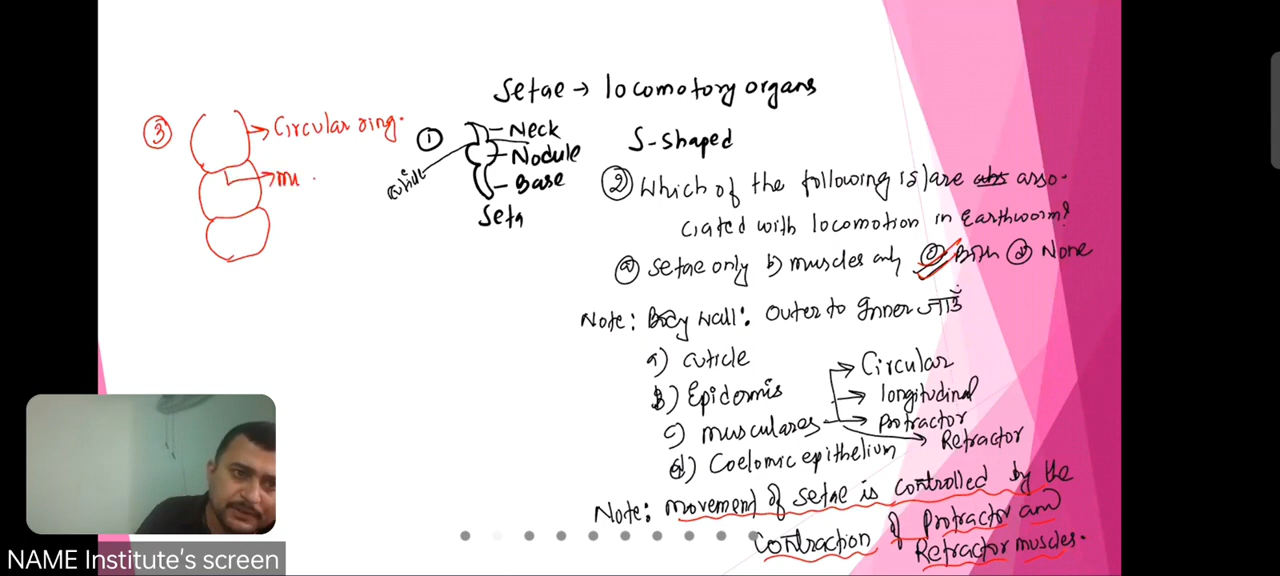 Setae → locomotory organs
③
Circular ring.
①
Neck
Nodule
Base
cuticle
Seta
S-shaped
② Which of the following is/are asso-
ciated with locomotion in Earthworm?
ⓐ setae only b) muscles only ⓒ Both ⓓ None
Note: Body wall: outer to Inner
a) cuticle
b) Epidermis
c) musculares
Circular
longitudinal
Protractor
Retractor
d) Coelomic epithelium
Note: movement of setae is controlled by the
contraction of Protractor and
Retractor muscles.
NAME Institute's screen